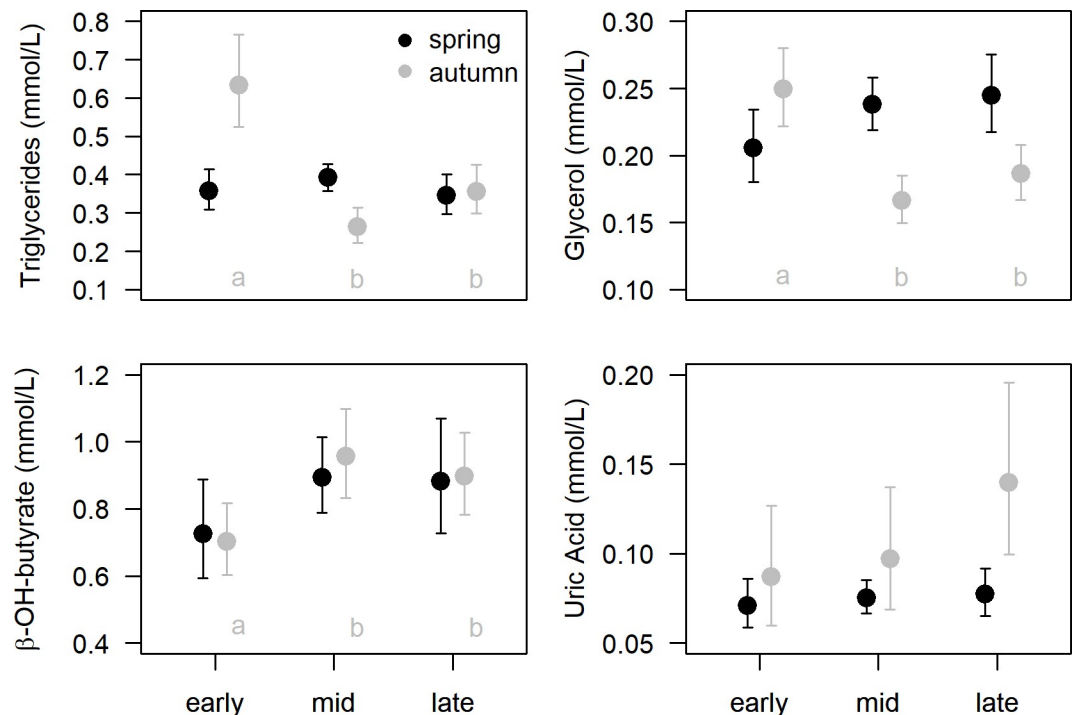 Triglycerides (mmol/L)
0.8
0.7
0.6
0.5
0.4
0.3
0.2
0.1
spring
autumn
a b b
Glycerol (mmol/L)
0.30
0.25
0.20
0.15
0.10
a b b
β-OH-butyrate (mmol/L)
1.2
1.0
0.8
0.6
0.4
a b b
early mid late
Uric Acid (mmol/L)
0.20
0.15
0.10
0.05
early mid late